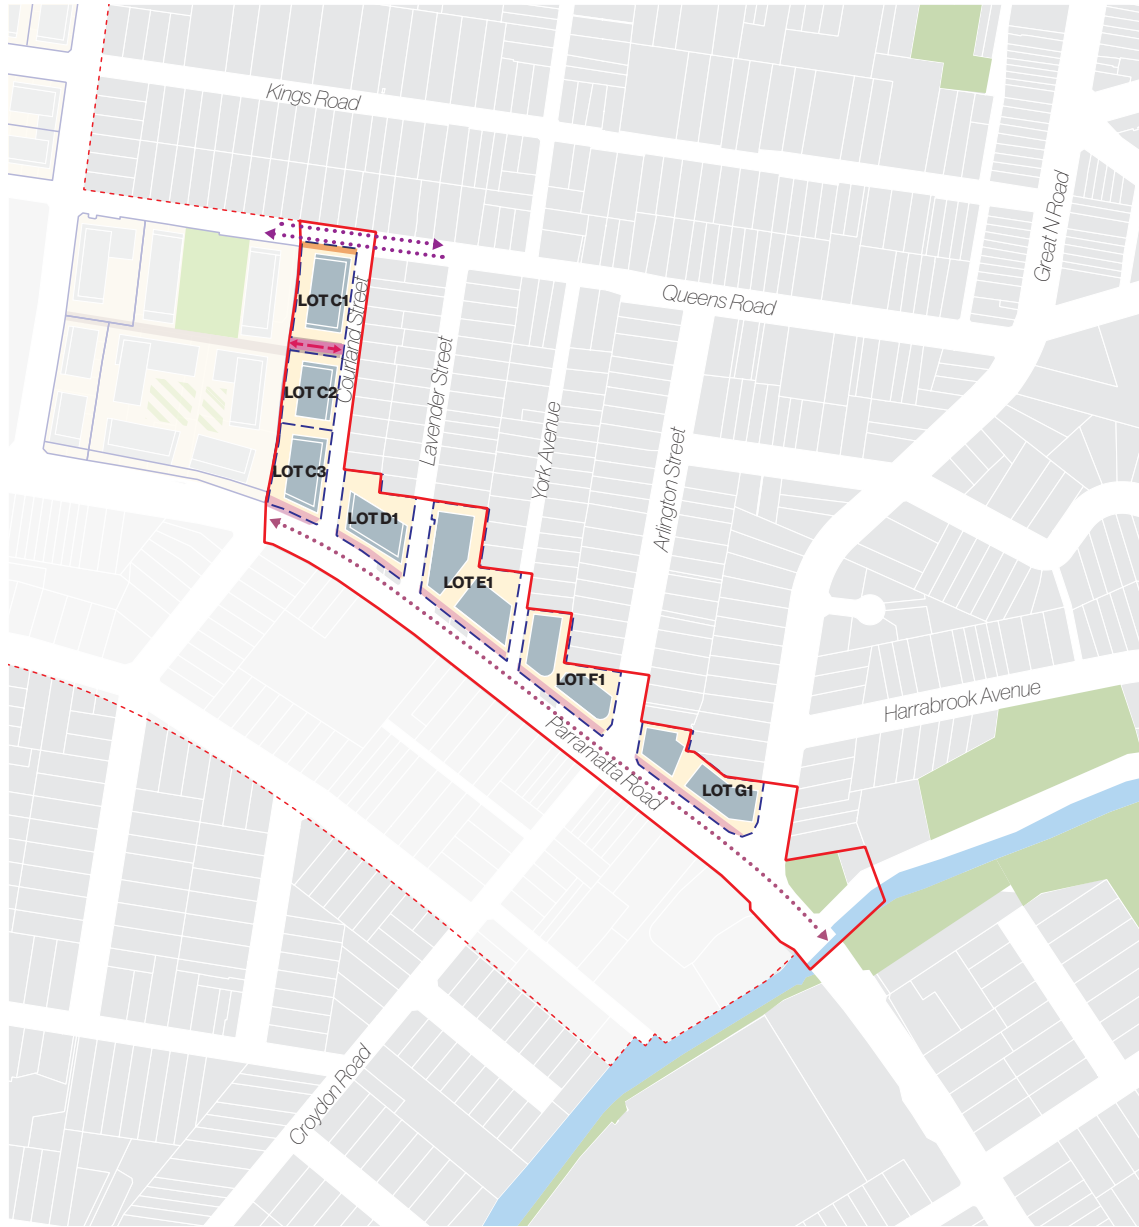 Kings Road
Great N Road
Queens Road
LOT C1
Courland Street
Lavender Street
LOT C2
York Avenue
Arlington Street
LOT C3
LOT D1
LOT E1
LOT F1
Harrabrook Avenue
Parramatta Road
LOT G1
Croydon Road